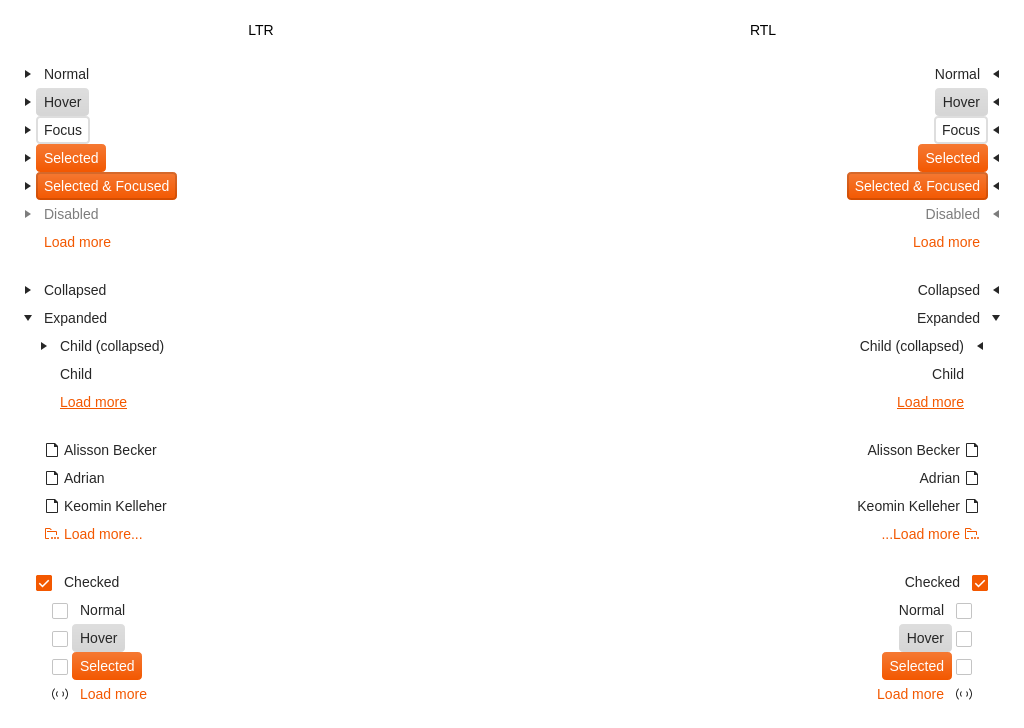 LTR
Normal
Hover
Focus
Selected
Selected & Focused
Disabled
Load more
Collapsed
Expanded
Child (collapsed)
Child
Load more
Alisson Becker
Adrian
Keomin Kelleher
Load more...
Checked
Normal
Hover
Selected
Load more
RTL
Normal
Hover
Focus
Selected
Selected & Focused
Disabled
Load more
Collapsed
Expanded
Child (collapsed)
Child
Load more
Alisson Becker
Adrian
Keomin Kelleher
...Load more
Checked
Normal
Hover
Selected
Load more